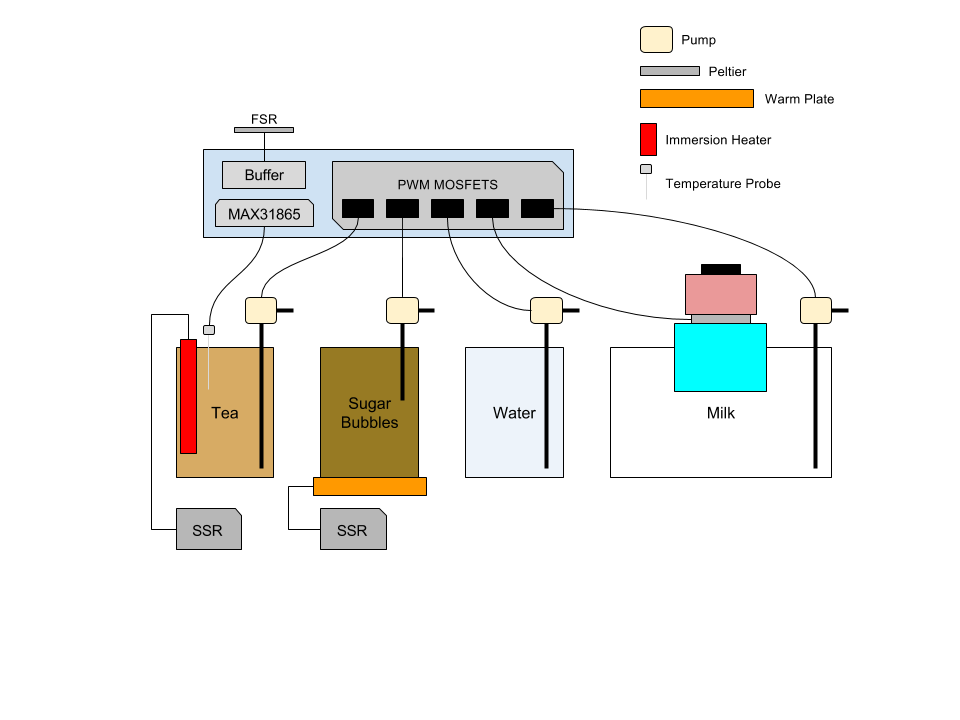 Pump
Peltier
Warm Plate
Immersion Heater
Temperature Probe
FSR
Buffer
MAX31865
PWM MOSFETS
Tea
Sugar
Bubbles
Water
Milk
SSR
SSR